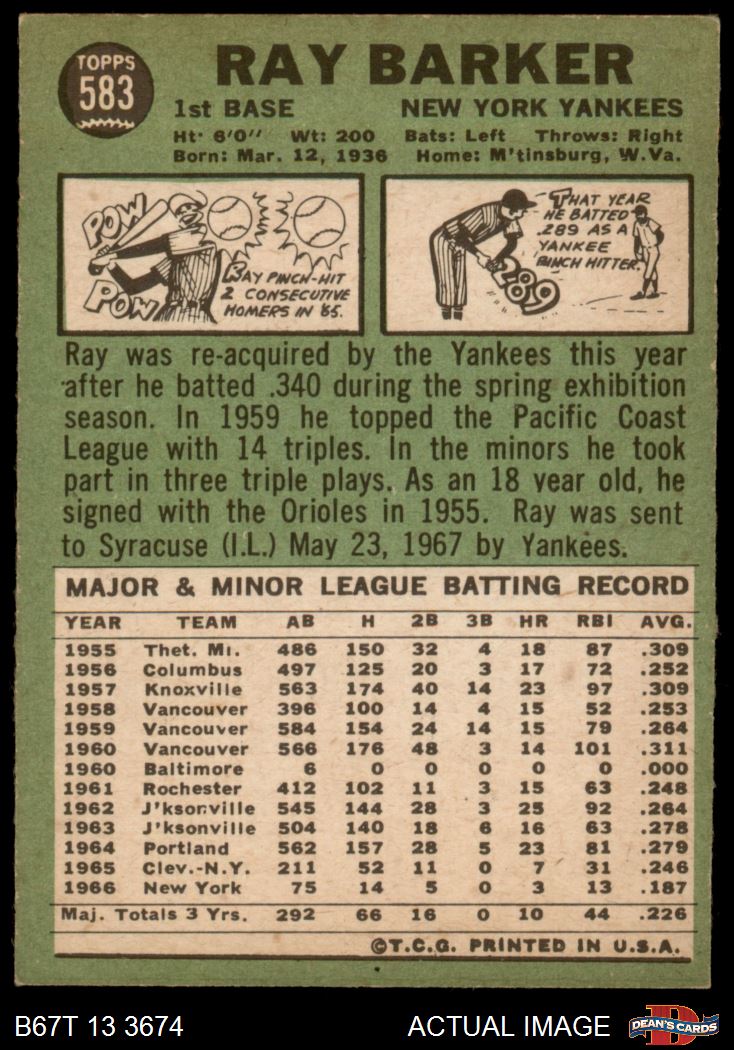 TOPPS
583
RAY BARKER
1st BASE NEW YORK YANKEES
Ht: 6'0" Wt: 200 Bats: Left Throws: Right
Born: Mar. 12, 1936 Home: M'tinsburg, W.Va.
POW
POW
RAY PINCH-HIT
2 CONSECUTIVE
HOMERS IN '65.
THAT YEAR
HE BATTED
.289 AS A
YANKEE
PINCH HITTER.
289
Ray was re-acquired by the Yankees this year
after he batted .340 during the spring exhibition
season. In 1959 he topped the Pacific Coast
League with 14 triples. In the minors he took
part in three triple plays. As an 18 year old, he
signed with the Orioles in 1955. Ray was sent
to Syracuse (I.L.) May 23, 1967 by Yankees.
MAJOR & MINOR LEAGUE BATTING RECORD
YEAR TEAM AB H 2B 3B HR RBI AVG.
1955 Thet. Mi. 486 150 32 4 18 87 .309
1956 Columbus 497 125 20 3 17 72 .252
1957 Knoxville 563 174 40 14 23 97 .309
1958 Vancouver 396 100 14 4 15 52 .253
1959 Vancouver 584 154 24 14 15 79 .264
1960 Vancouver 566 176 48 3 14 101 .311
1960 Baltimore 6 0 0 0 0 0 .000
1961 Rochester 412 102 11 3 15 63 .248
1962 J'ksonville 545 144 28 3 25 92 .264
1963 J'ksonville 504 140 18 6 16 63 .278
1964 Portland 562 157 28 5 23 81 .279
1965 Clev.-N.Y. 211 52 11 0 7 31 .246
1966 New York 75 14 5 0 3 13 .187
Maj. Totals 3 Yrs. 292 66 16 0 10 44 .226
©T.C.G. PRINTED IN U.S.A.
B67T 13 3674 ACTUAL IMAGE
D
DEAN'S CARDS